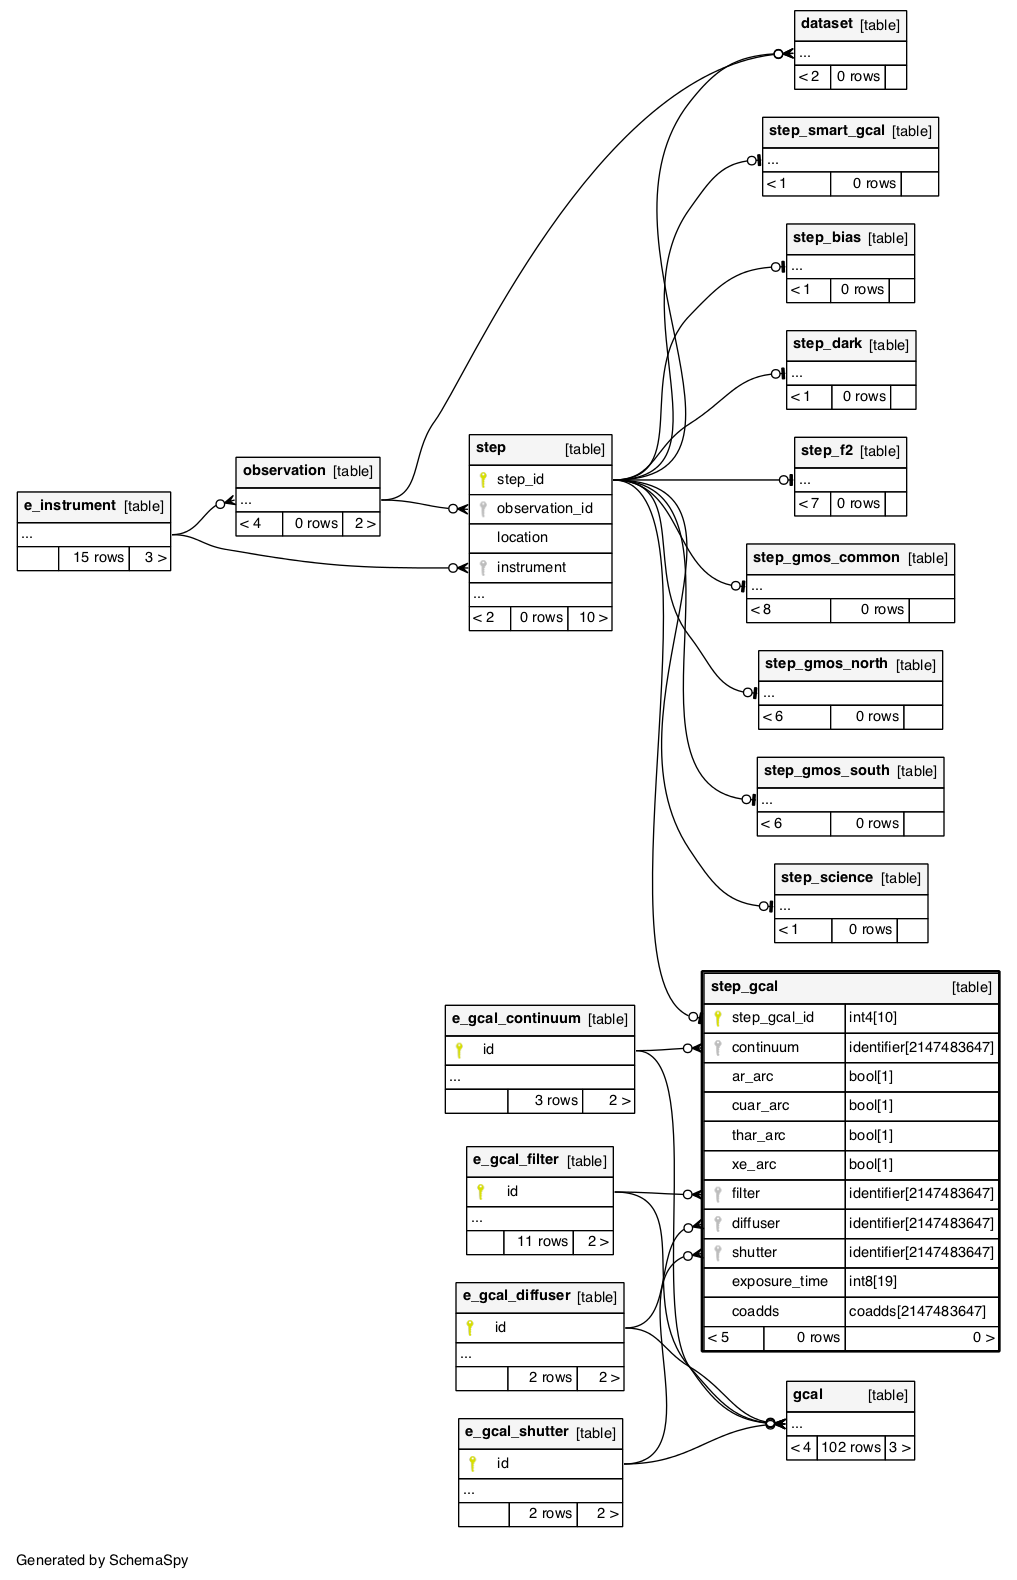 dataset [table]
...
< 2 0 rows
step_smart_gcal [table]
...
< 1 0 rows
step_bias [table]
...
< 1 0 rows
step_dark [table]
...
< 1 0 rows
step_f2 [table]
...
< 7 0 rows
step_gmos_common [table]
...
< 8 0 rows
step_gmos_north [table]
...
< 6 0 rows
step_gmos_south [table]
...
< 6 0 rows
step_science [table]
...
< 1 0 rows
e_instrument [table]
...
15 rows 3 >
observation [table]
...
< 4 0 rows 2 >
step [table]
step_id
observation_id
location
instrument
...
< 2 0 rows 10 >
step_gcal [table]
step_gcal_id int4[10]
continuum identifier[2147483647]
ar_arc bool[1]
cuar_arc bool[1]
thar_arc bool[1]
xe_arc bool[1]
filter identifier[2147483647]
diffuser identifier[2147483647]
shutter identifier[2147483647]
exposure_time int8[19]
coadds coadds[2147483647]
< 5 0 rows 0 >
e_gcal_continuum [table]
id
...
3 rows 2 >
e_gcal_filter [table]
id
...
11 rows 2 >
e_gcal_diffuser [table]
id
...
2 rows 2 >
e_gcal_shutter [table]
id
...
2 rows 2 >
gcal [table]
...
< 4 102 rows 3 >
Generated by SchemaSpy